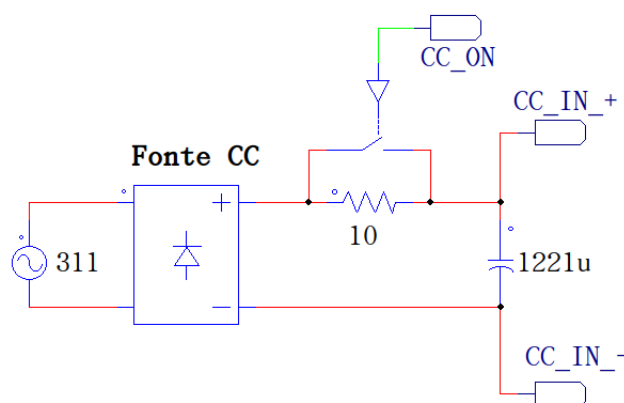 CC_ON
CC_IN_+
Fonte CC
+
311
10
1221u
−
CC_IN_-